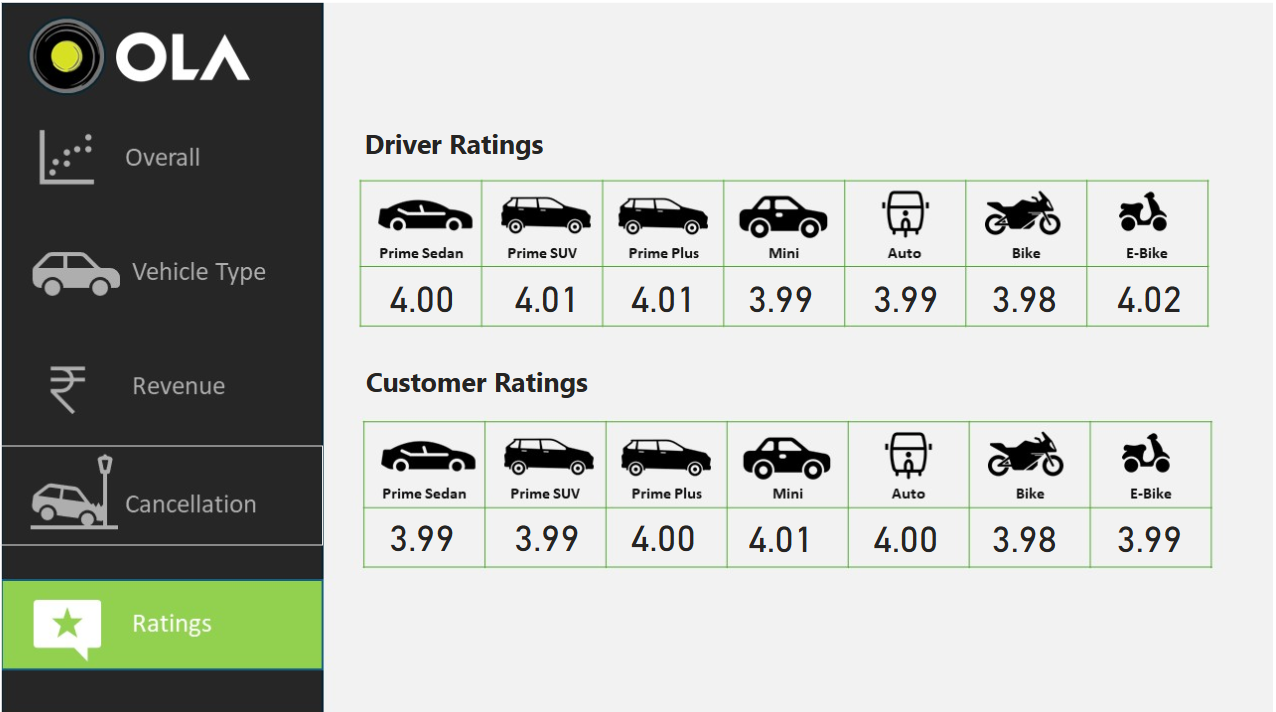 OLA
Overall
Vehicle Type
Revenue
Cancellation
Ratings
Driver Ratings
Prime Sedan Prime SUV Prime Plus Mini Auto Bike E-Bike
4.00 4.01 4.01 3.99 3.99 3.98 4.02
Customer Ratings
Prime Sedan Prime SUV Prime Plus Mini Auto Bike E-Bike
3.99 3.99 4.00 4.01 4.00 3.98 3.99